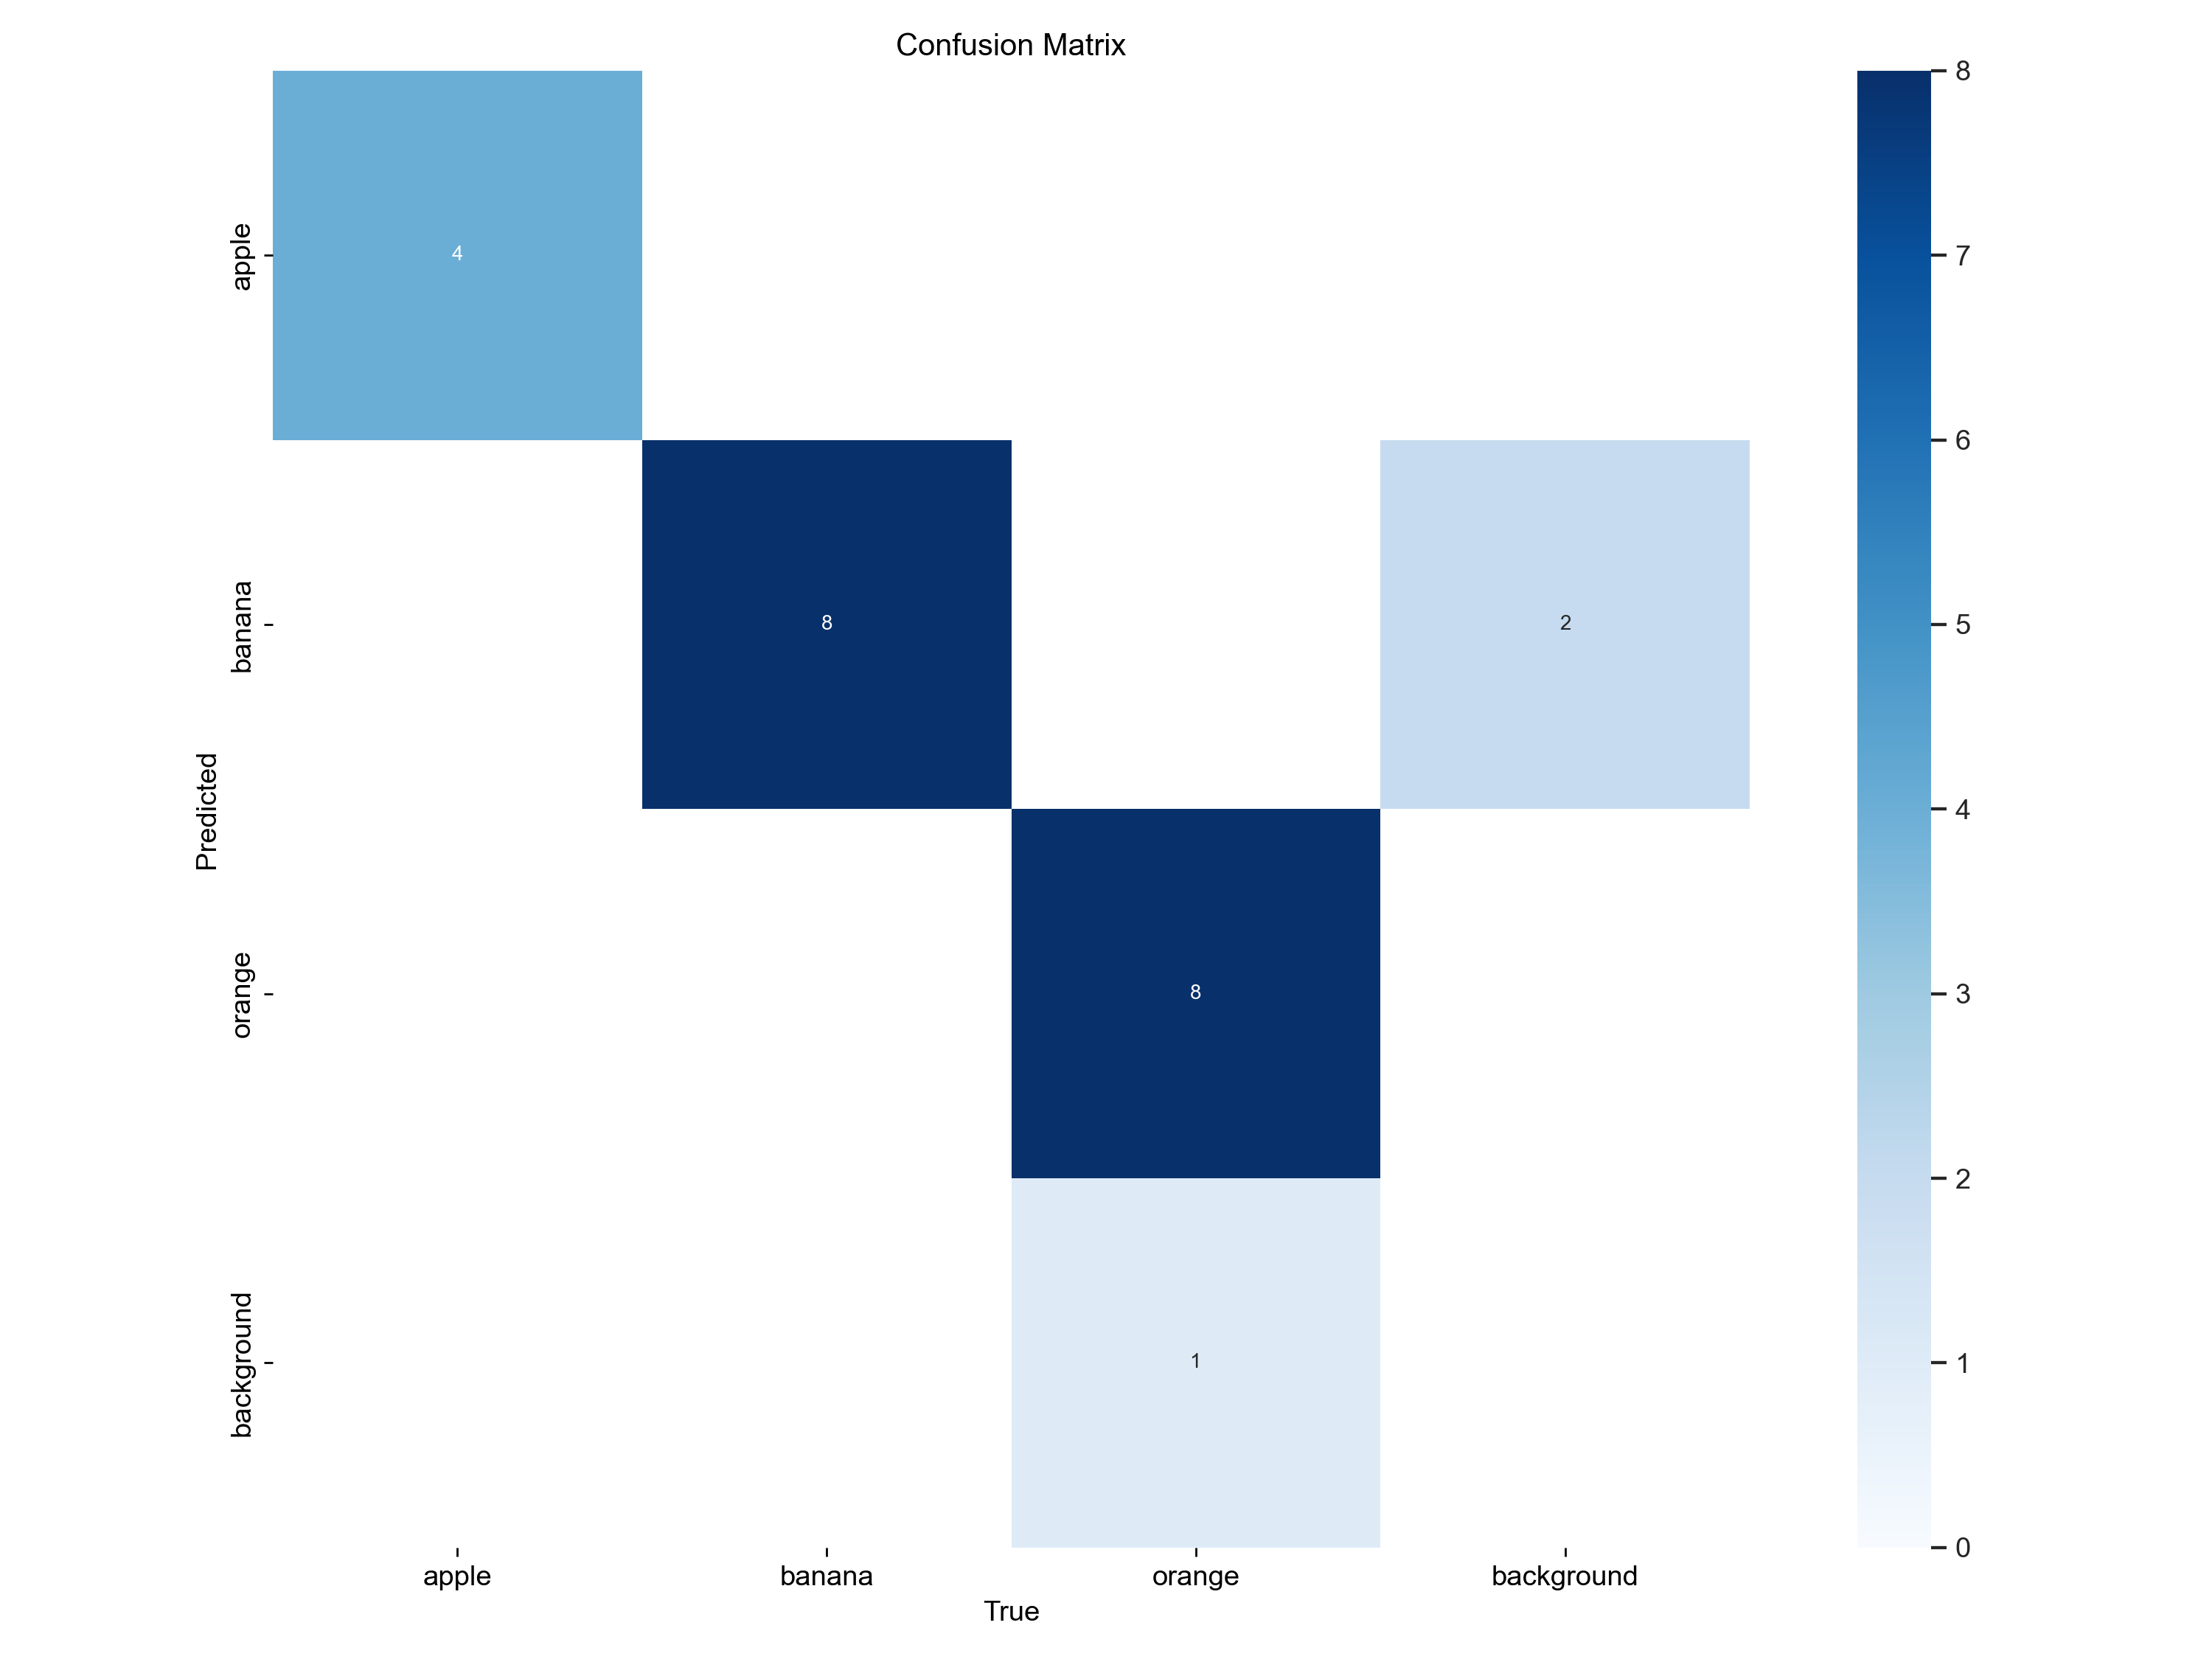 Confusion Matrix
apple
banana
orange
background
Predicted
4
8
2
8
1
apple
banana
orange
background
True
8
7
6
5
4
3
2
1
0